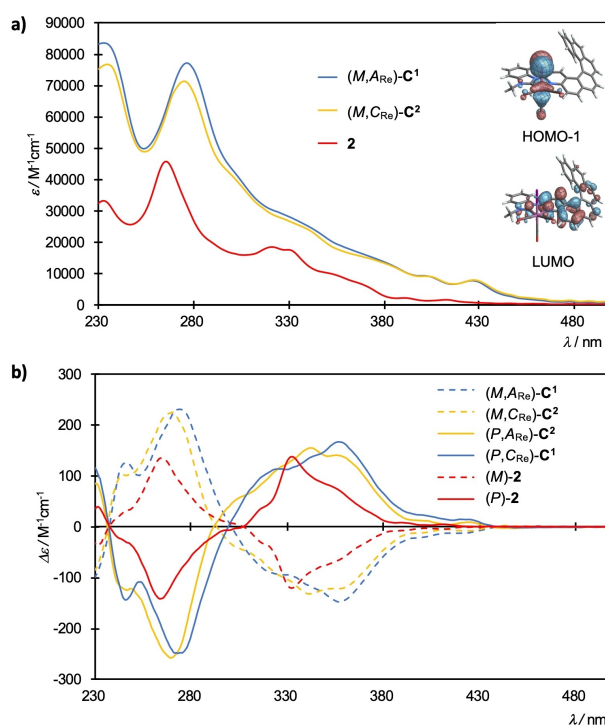 a)
90000
80000
70000
60000
50000
40000
30000
20000
10000
0
ε / M⁻¹cm⁻¹
(M,A_Re)-C¹
(M,C_Re)-C²
2
HOMO-1
LUMO
230 280 330 380 430 480
λ / nm
b)
300
200
100
0
-100
-200
-300
Δε / M⁻¹cm⁻¹
(M,A_Re)-C¹
(M,C_Re)-C²
(P,A_Re)-C²
(P,C_Re)-C¹
(M)-2
(P)-2
230 280 330 380 430 480
λ / nm